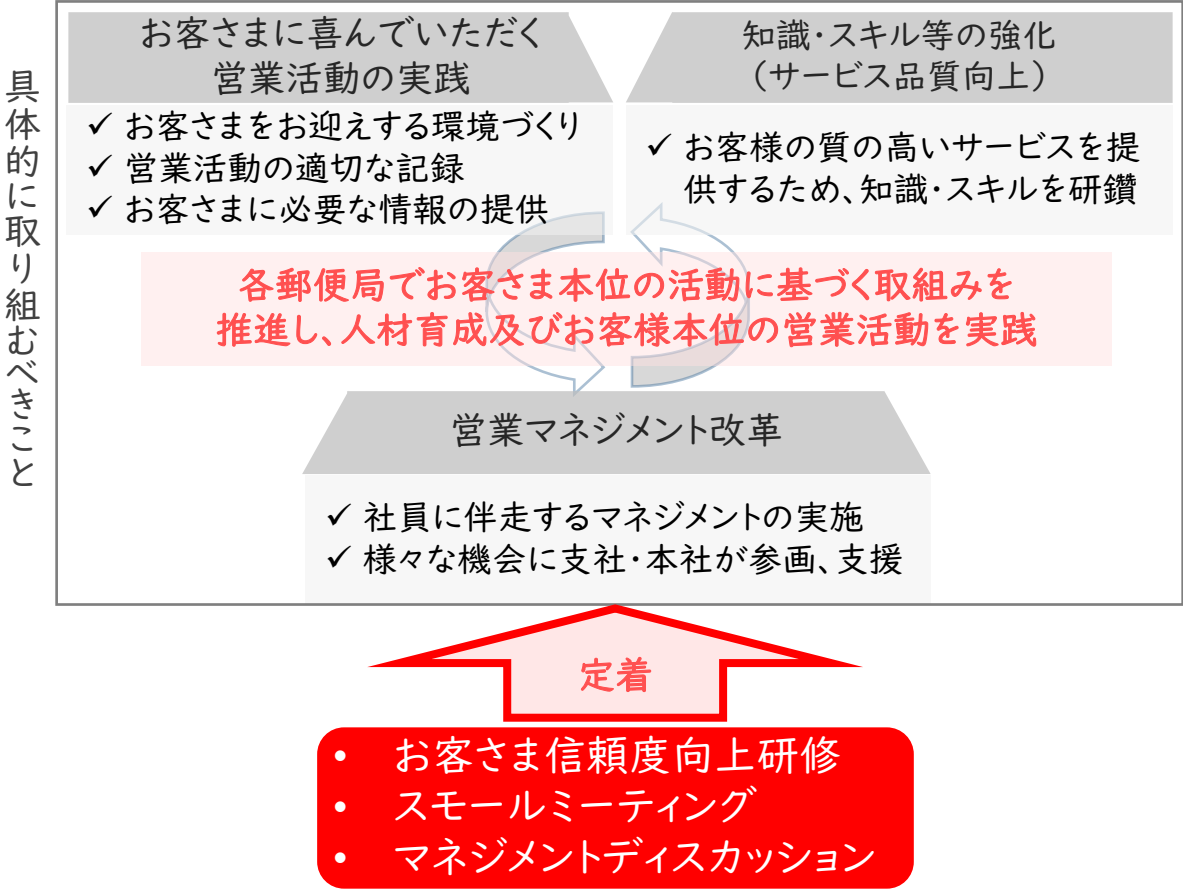 具体的に取り組むべきこと
お客さまに喜んでいただく
営業活動の実践
✓ お客さまをお迎えする環境づくり
✓ 営業活動の適切な記録
✓ お客さまに必要な情報の提供
知識・スキル等の強化
（サービス品質向上）
✓ お客様の質の高いサービスを提
供するため、知識・スキルを研鑽
各郵便局でお客さま本位の活動に基づく取組みを
推進し、人材育成及びお客様本位の営業活動を実践
営業マネジメント改革
✓ 社員に伴走するマネジメントの実施
✓ 様々な機会に支社・本社が参画、支援
定着
• お客さま信頼度向上研修
• スモールミーティング
• マネジメントディスカッション